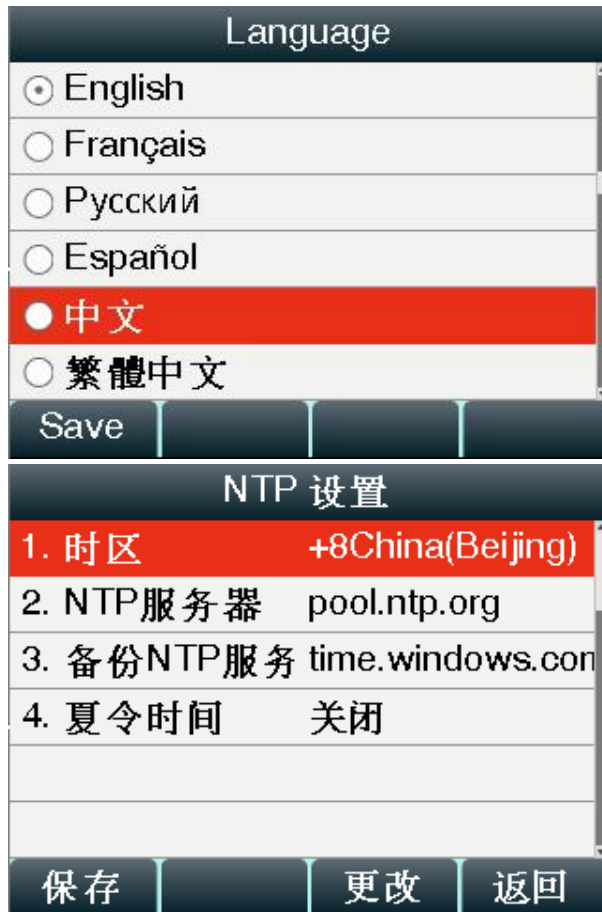 Language
English
Français
Русский
Español
中文
繁體中文
Save
NTP 设置
1. 时区 +8China(Beijing)
2. NTP服务器 pool.ntp.org
3. 备份NTP服务 time.windows.com
4. 夏令时间 关闭
保存 更改 返回